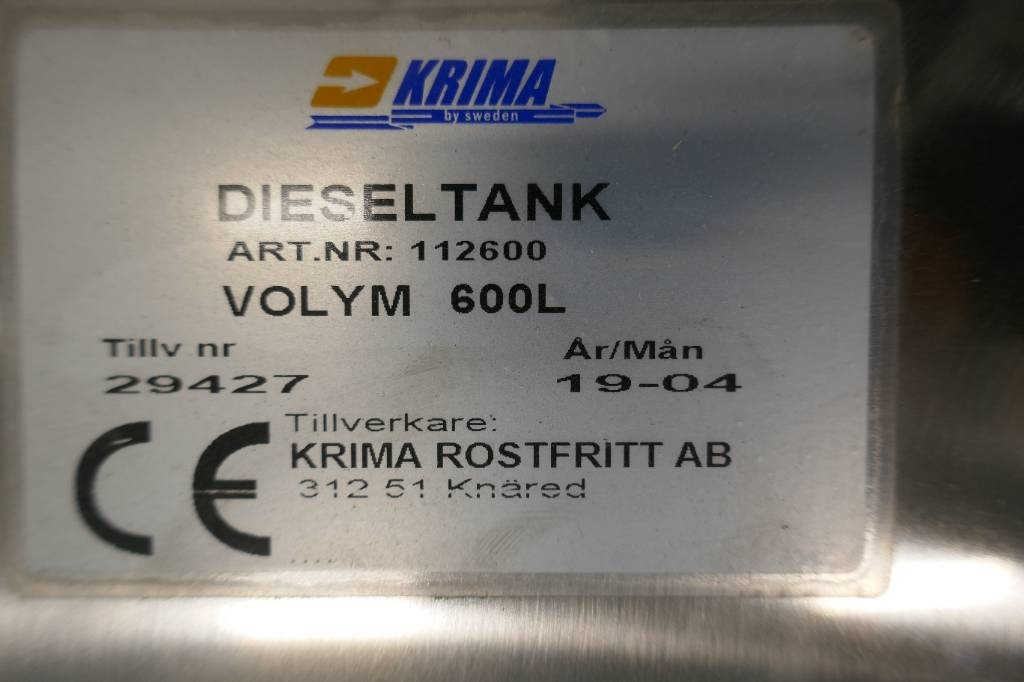 KRIMA
by sweden
DIESELTANK
ART.NR: 112600
VOLYM 600L
Tillv nr
29427
År/Mån
19-04
CE
Tillverkare:
KRIMA ROSTFRITT AB
312 51 Knäred
....